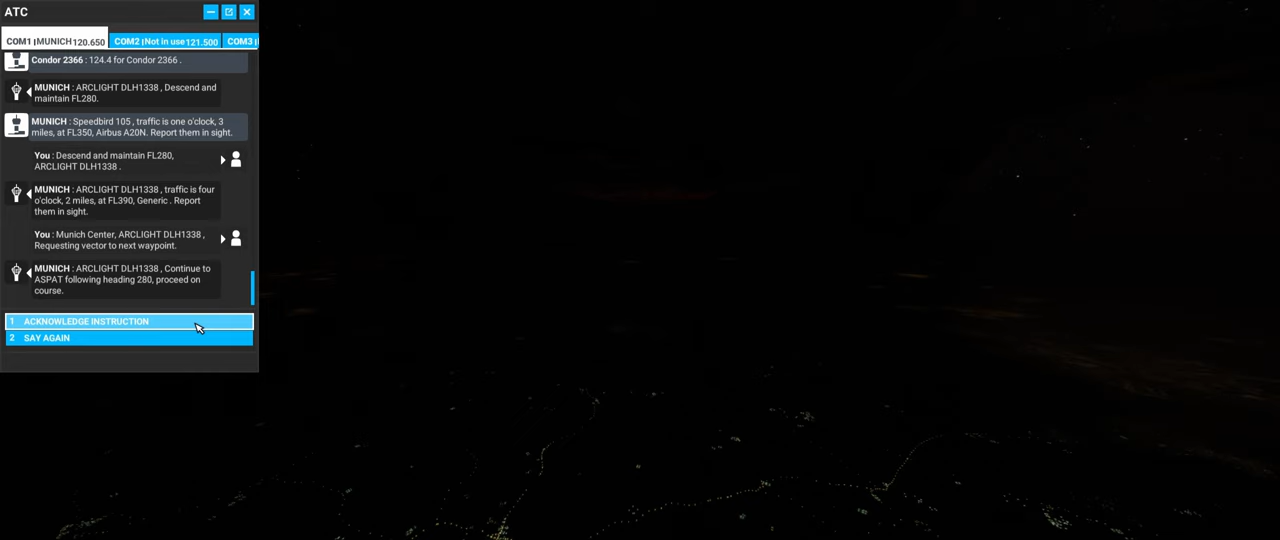 ATC
COM1 |MUNICH 120.650
COM2 |Not in use 121.500
COM3
Condor 2366 : 124.4 for Condor 2366 .
MUNICH : ARCLIGHT DLH1338 , Descend and
maintain FL280.
MUNICH : Speedbird 105 , traffic is one o'clock, 3
miles, at FL350, Airbus A20N. Report them in sight.
You : Descend and maintain FL280,
ARCLIGHT DLH1338 .
MUNICH : ARCLIGHT DLH1338 , traffic is four
o'clock, 2 miles, at FL390, Generic . Report
them in sight.
You : Munich Center, ARCLIGHT DLH1338 ,
Requesting vector to next waypoint.
MUNICH : ARCLIGHT DLH1338 , Continue to
ASPAT following heading 280, proceed on
course.
1 ACKNOWLEDGE INSTRUCTION
2 SAY AGAIN